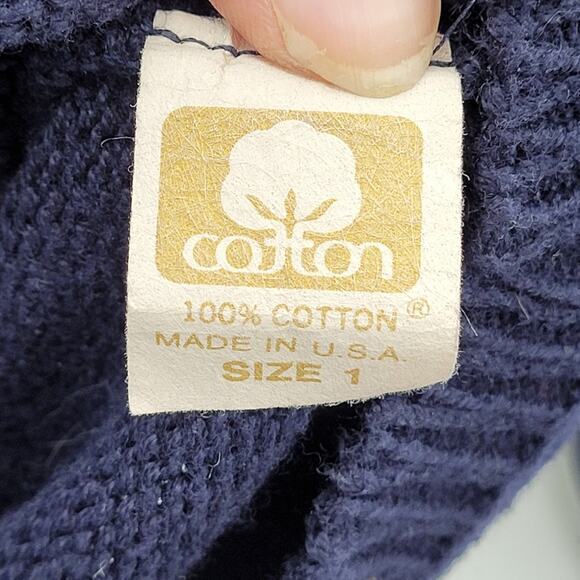 cotton
100% COTTON®
MADE IN U.S.A.
SIZE 1